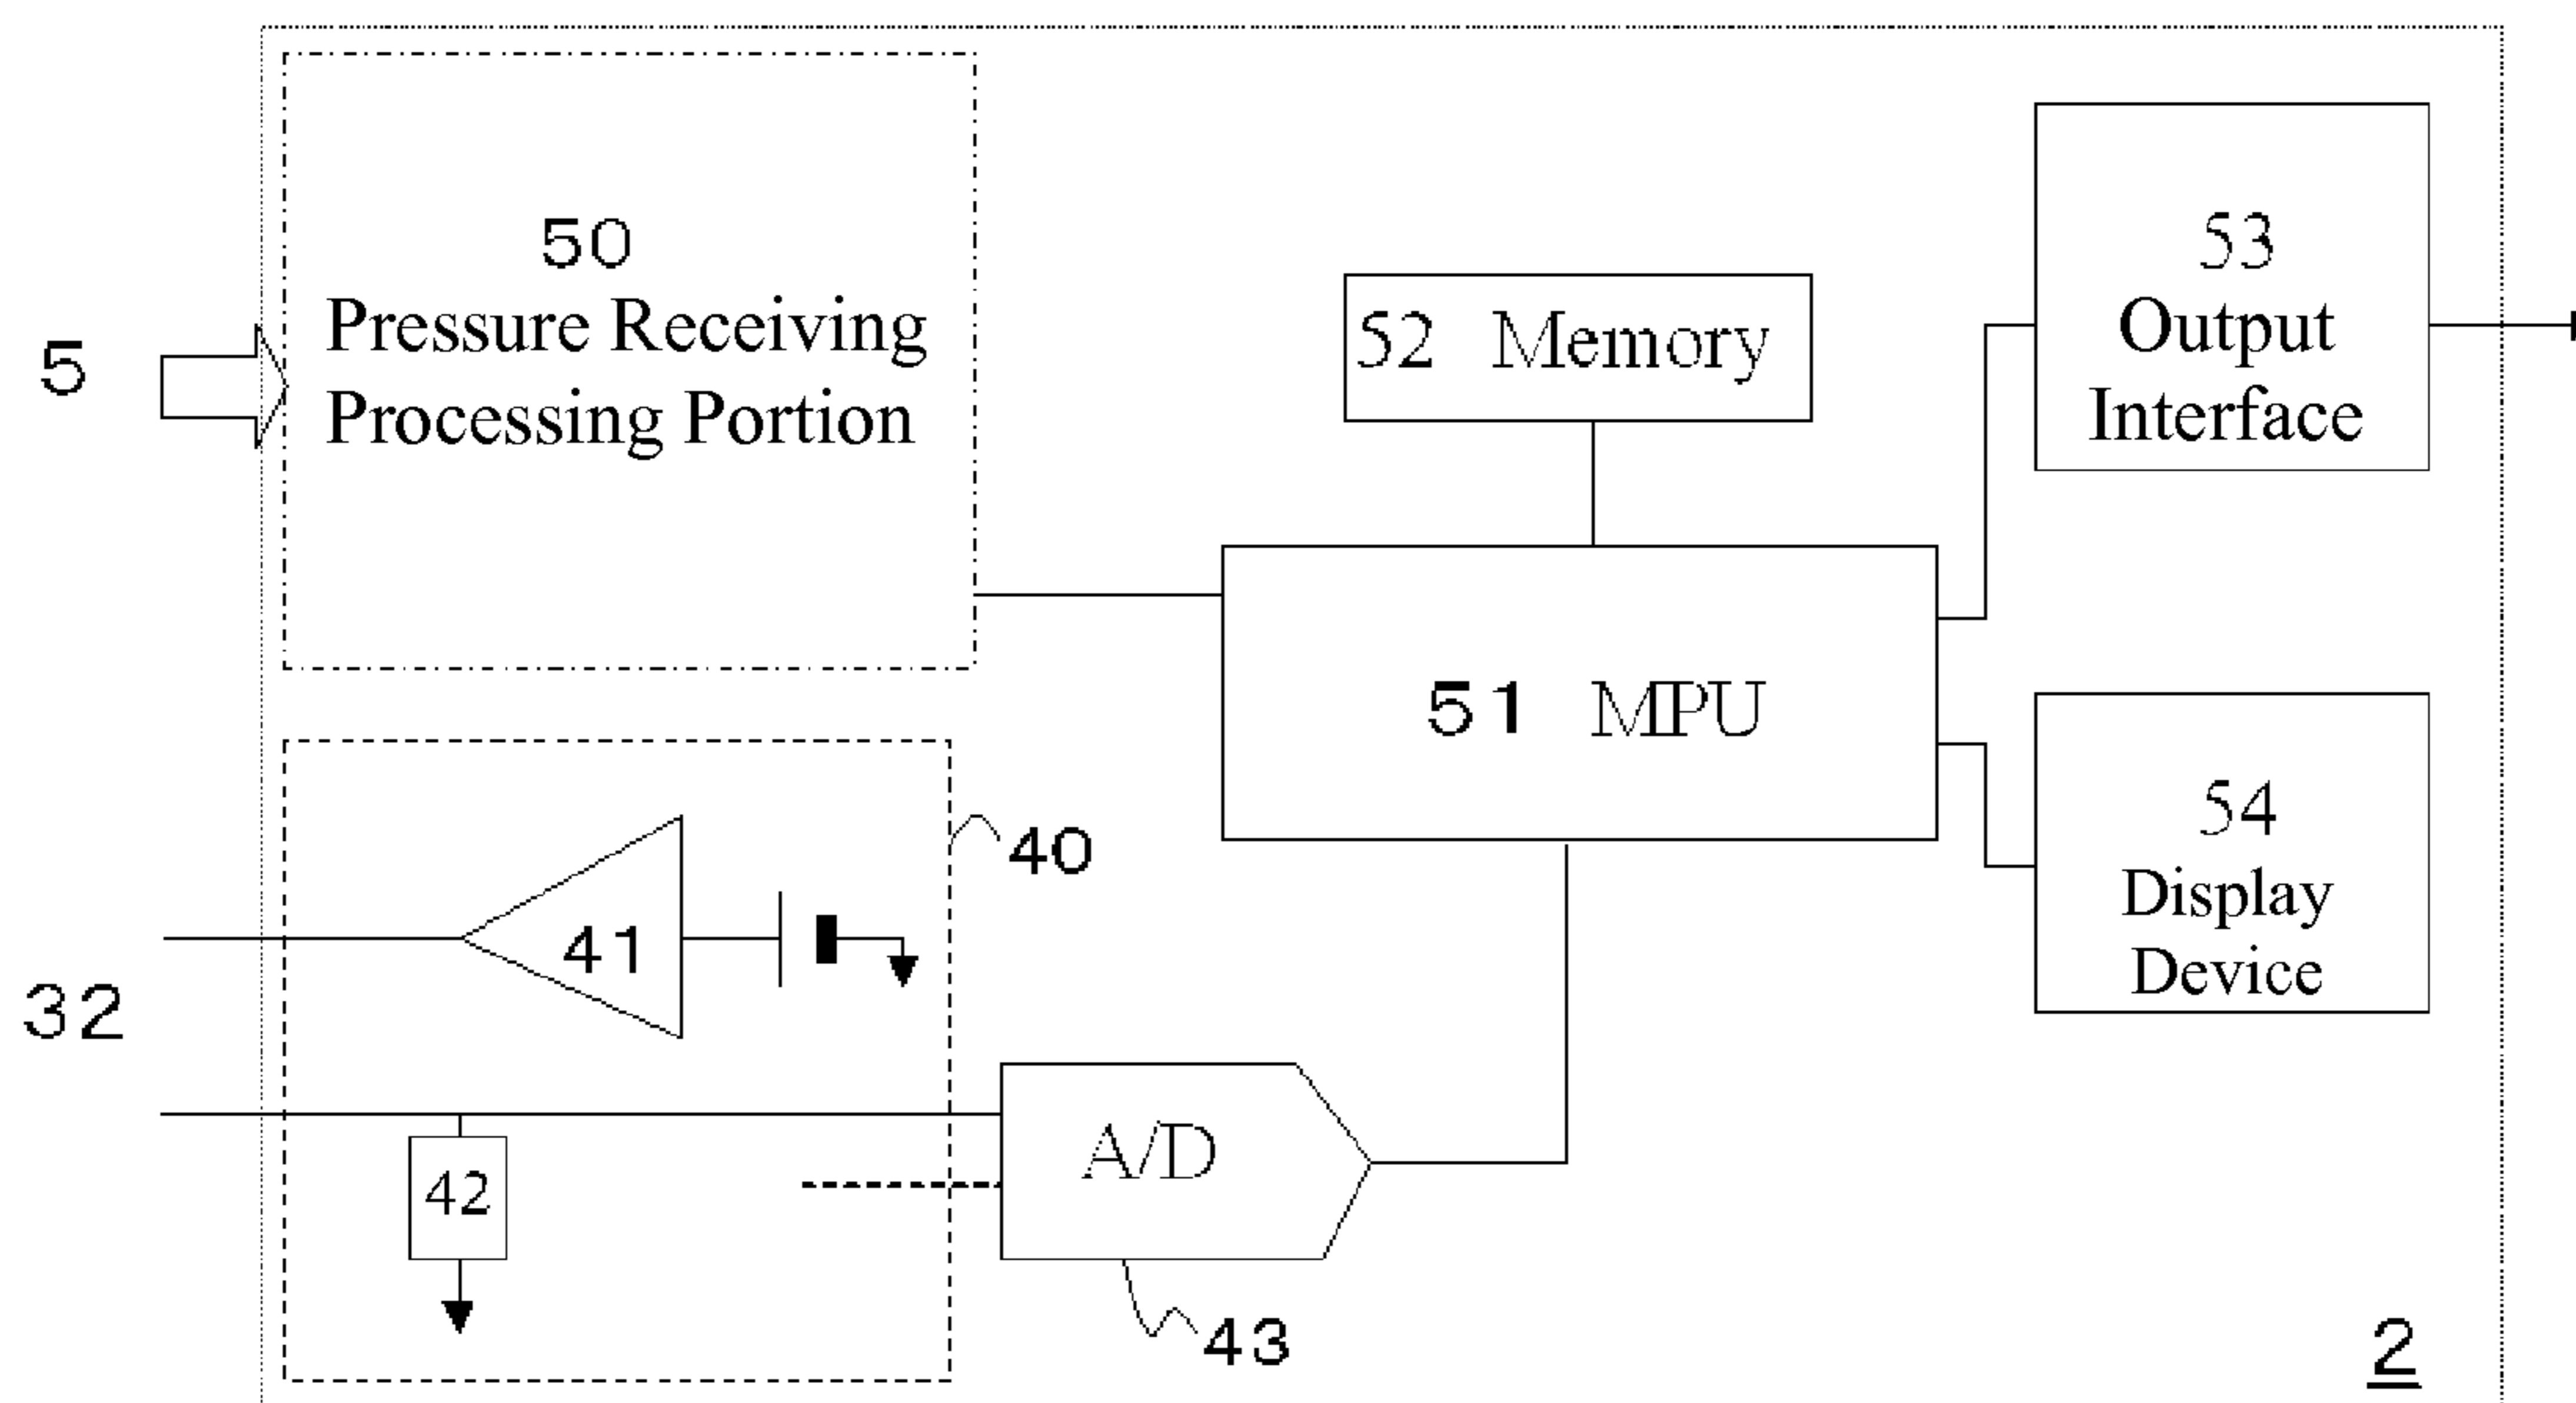 50
Pressure Receiving
Processing Portion
5
52 Memory
53
Output
Interface
51 MPU
54
Display
Device
40
41
32
42
A/D
43
2